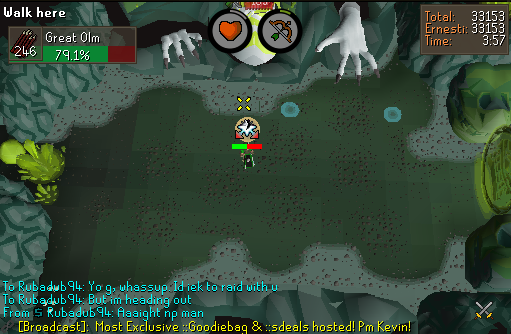 Walk here
Great Olm
246
79.1%
Total: 33153
Ernesti: 33153
Time: 3:57
To Rubadub94: Yo g, whassup. Id lek to raid with u
To Rubadub94: But im heading out
From S Rubadub94: Aaaight np man
[Broadcast]: Most Exclusive ::Goodiebag & ::sdeals hosted! Pm Kevin!